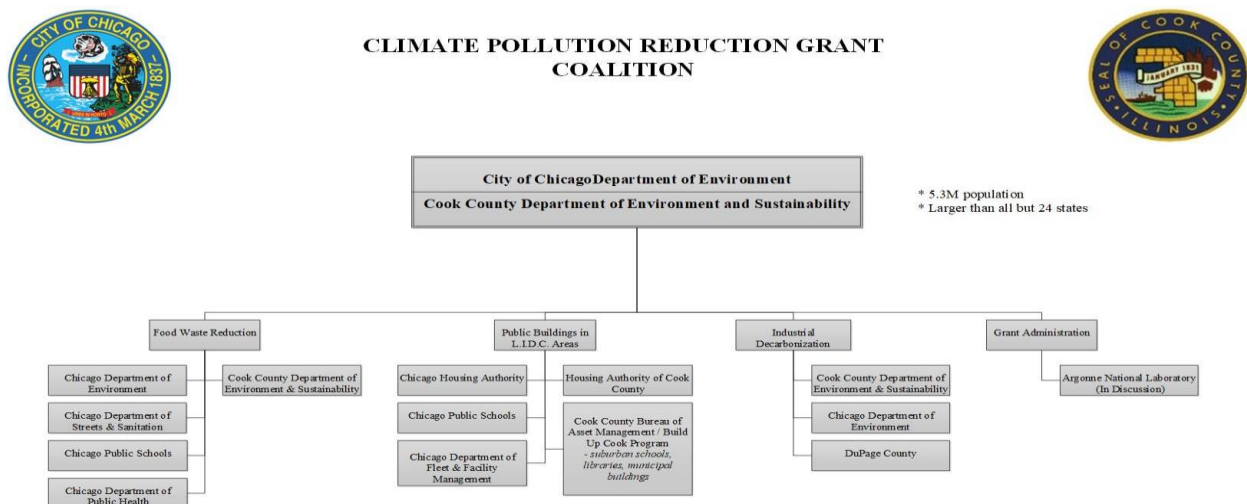 CITY OF CHICAGO
INCORPORATED 4th MARCH 1837
CLIMATE POLLUTION REDUCTION GRANT
COALITION
SEAL OF COOK COUNTY
JANUARY 1831
ILLINOIS
City of ChicagoDepartment of Environment
Cook County Department of Environment and Sustainability
* 5.3M population
* Larger than all but 24 states
Food Waste Reduction
Chicago Department of
Environment
Cook County Department of
Environment & Sustainability
Chicago Department of
Streets & Sanitation
Chicago Public Schools
Chicago Department of
Public Health
Public Buildings in
L.I.D.C. Areas
Chicago Housing Authority
Housing Authority of Cook
County
Chicago Public Schools
Cook County Bureau of
Asset Management / Build
Up Cook Program
- suburban schools,
libraries, municipal
buildings
Chicago Department of
Fleet & Facility
Management
Industrial
Decarbonization
Cook County Department of
Environment & Sustainability
Chicago Department of
Environment
DuPage County
Grant Administration
Argonne National Laboratory
(In Discussion)